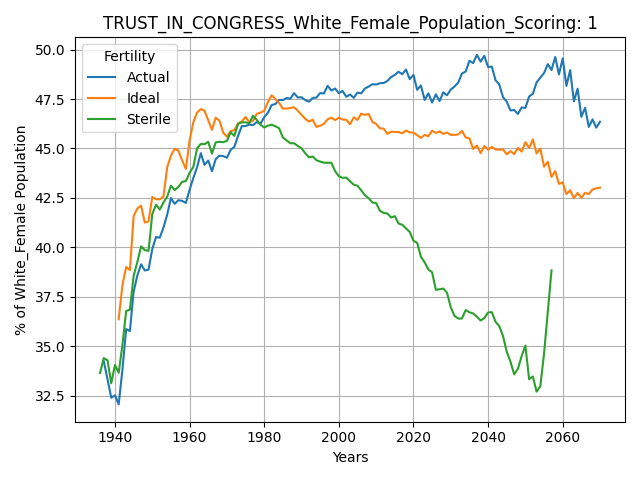 TRUST_IN_CONGRESS_White_Female_Population_Scoring: 1
% of White_Female Population
50.0
47.5
45.0
42.5
40.0
37.5
35.0
32.5
Fertility
Actual
Ideal
Sterile
1940 1960 1980 2000 2020 2040 2060
Years